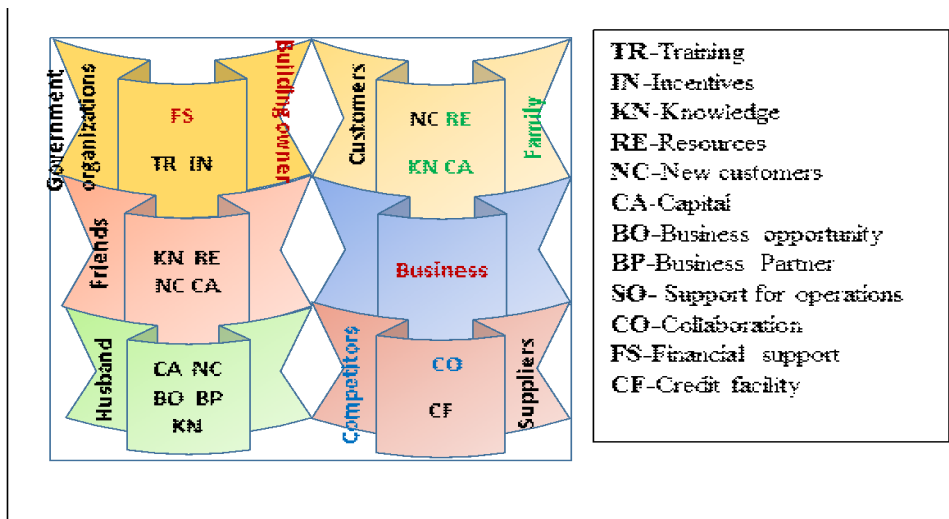 Government
organizations
FS
TR IN
Building owner
Customers
NC RE
KN CA
Family
Friends
KN RE
NC CA
Business
Husband
CA NC
BO BP
KN
Competitors
CO
CF
Suppliers
TR-Training
IN-Incentives
KN-Knowledge
RE-Resources
NC-New customers
CA-Capital
BO-Business opportunity
BP-Business Partner
SO- Support for operations
CO-Collaboration
FS-Financial support
CF-Credit facility